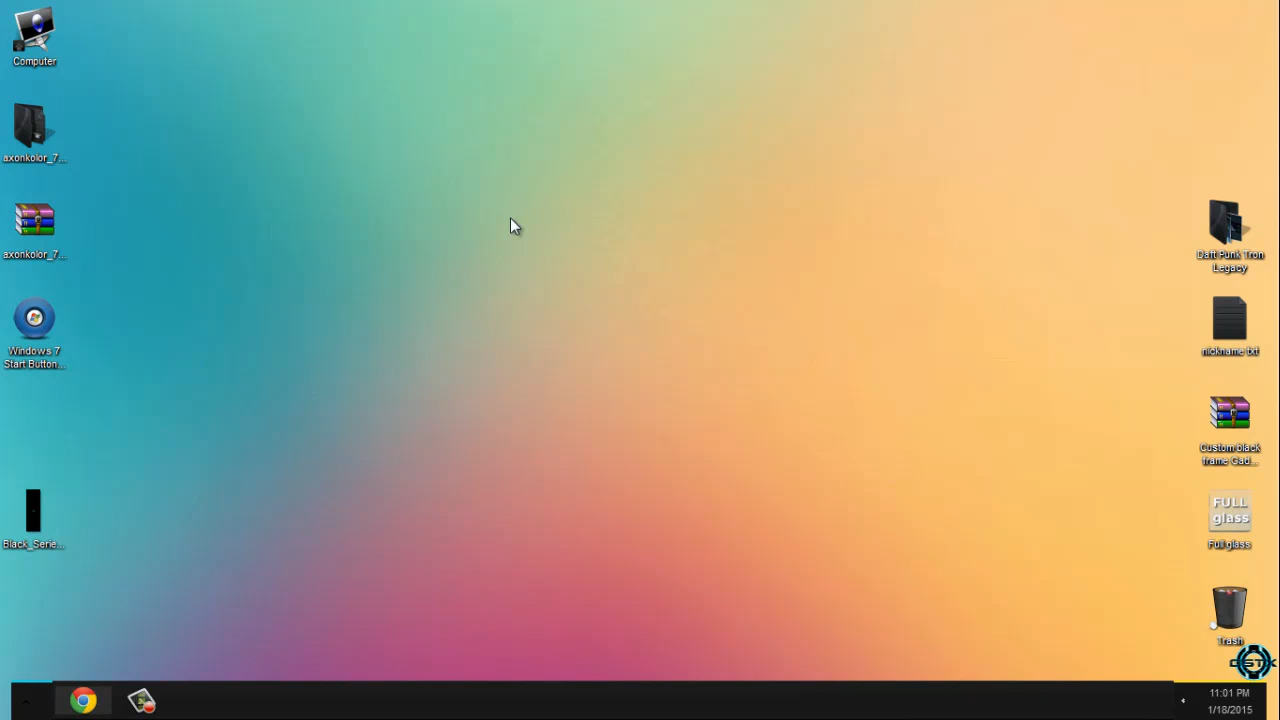 Computer
axonkolor_7...
axonkolor_7...
Windows 7
Start Button...
Black_Serie...
Daft Punk Tron
Legacy
nickname.txt
Custom black
frame Gad...
FULL
glass
Full glass
Trash
11:01 PM
1/18/2015